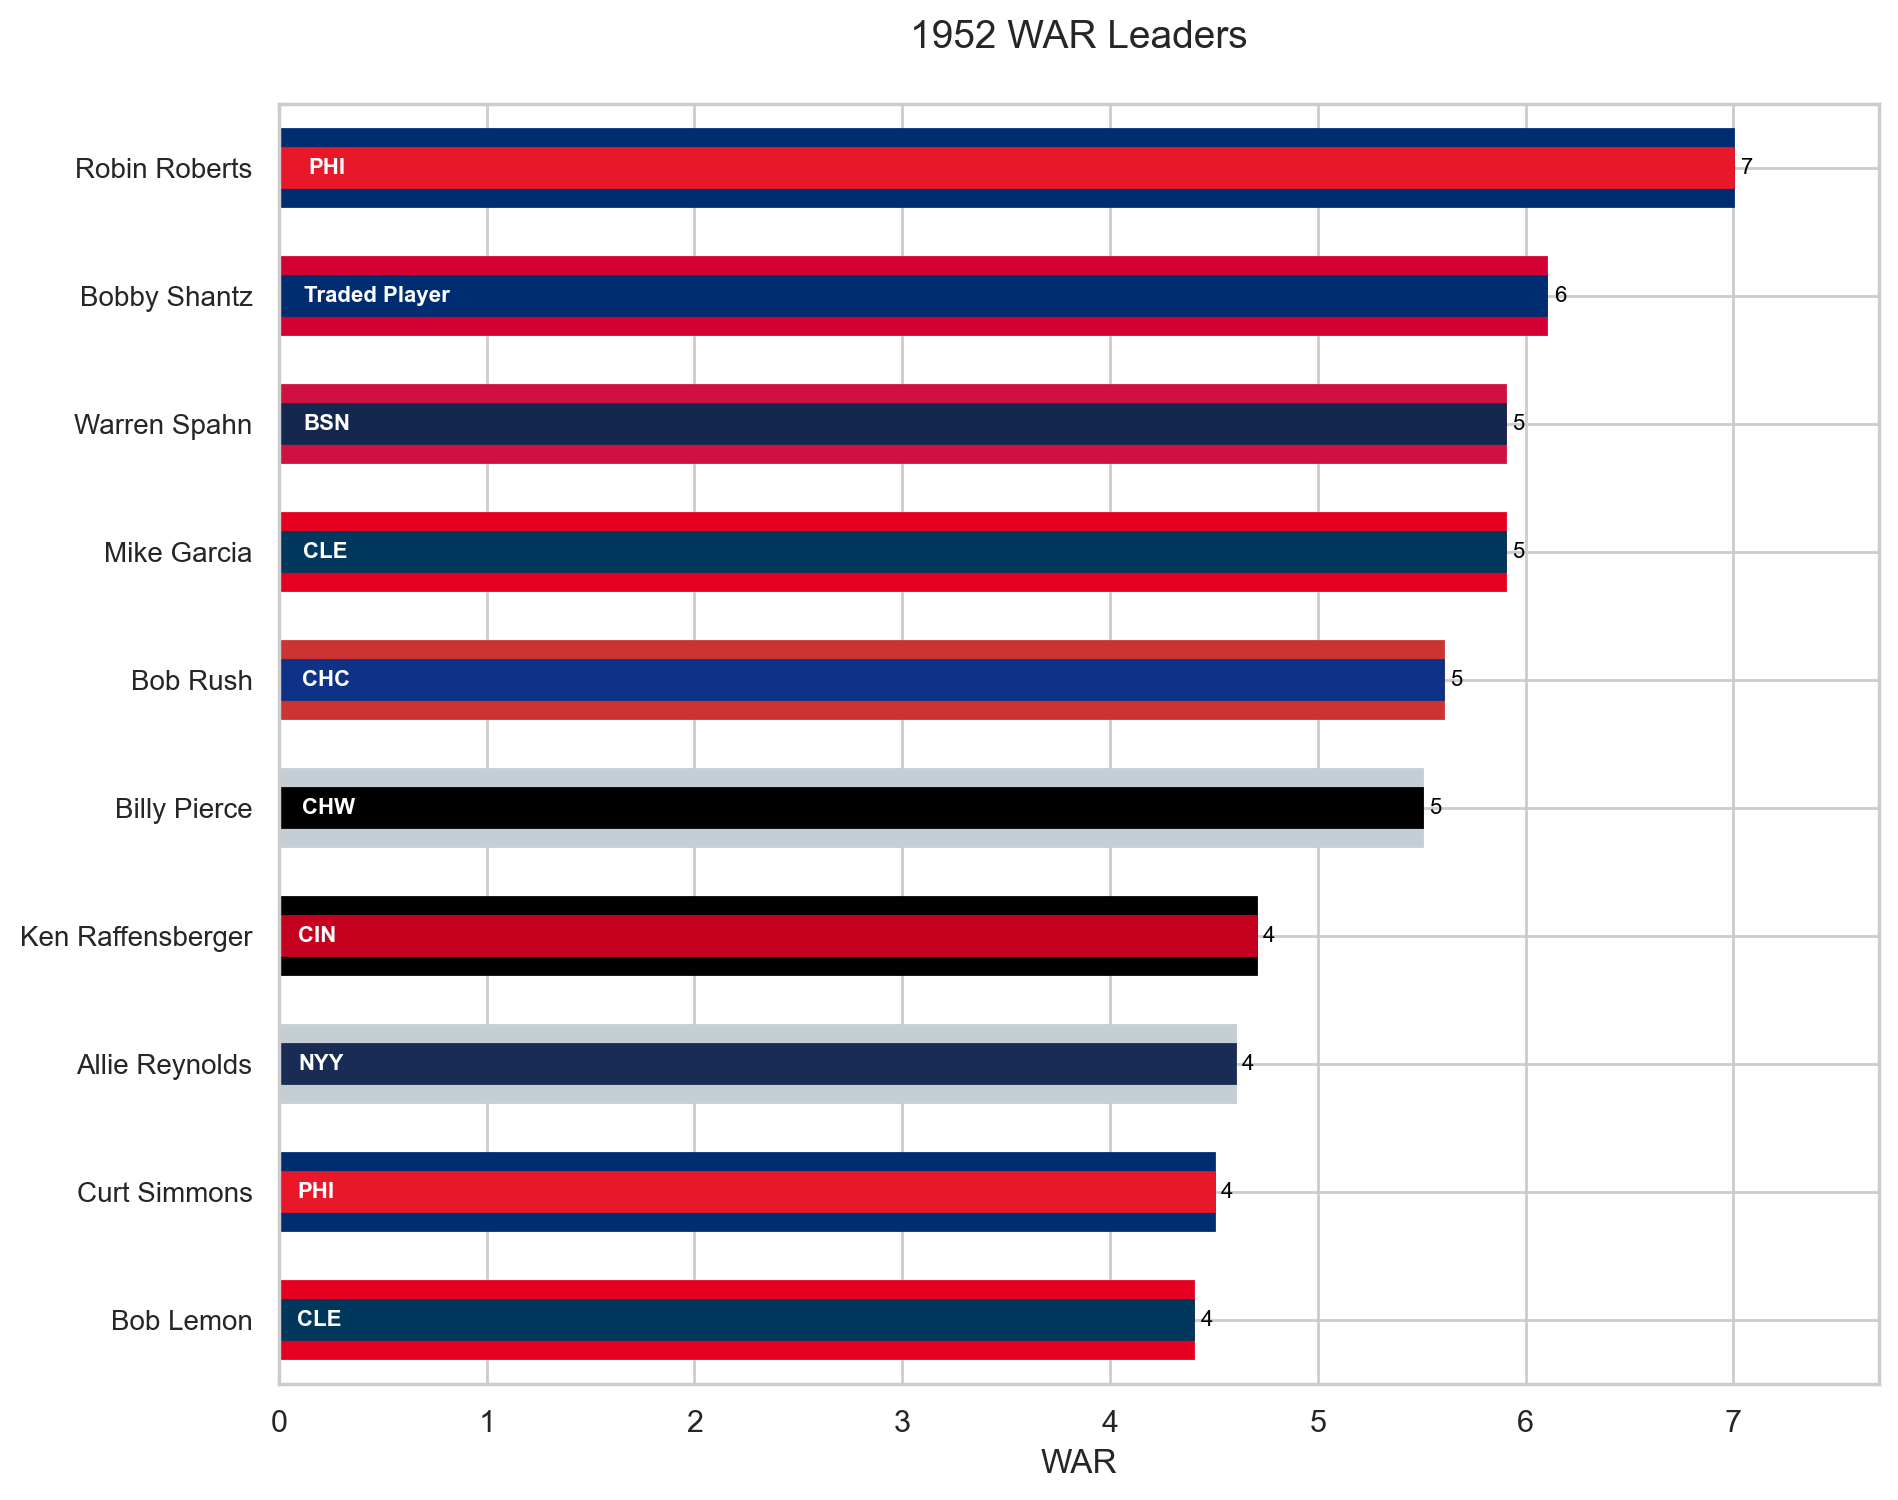 1952 WAR Leaders
Robin Roberts PHI 7
Bobby Shantz Traded Player 6
Warren Spahn BSN 5
Mike Garcia CLE 5
Bob Rush CHC 5
Billy Pierce CHW 5
Ken Raffensberger CIN 4
Allie Reynolds NYY 4
Curt Simmons PHI 4
Bob Lemon CLE 4
0 1 2 3 4 5 6 7
WAR